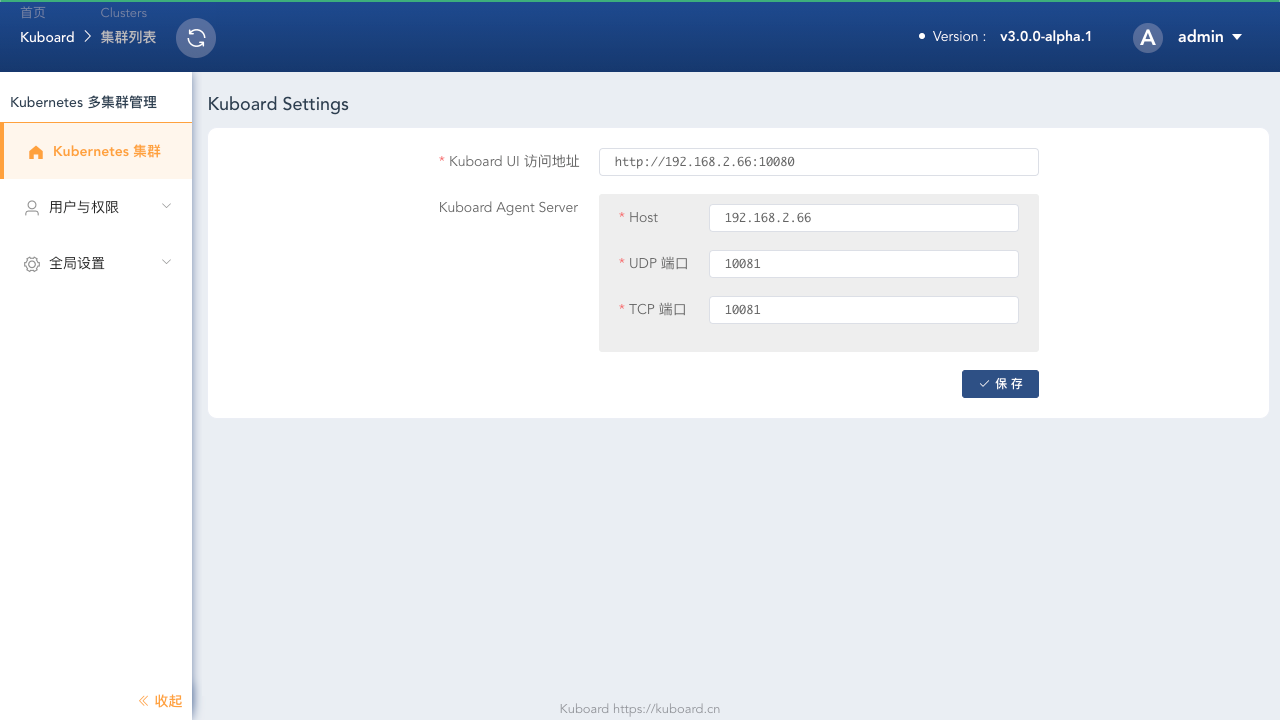 首页 Clusters
Kuboard > 集群列表
Version : v3.0.0-alpha.1
A admin
Kubernetes 多集群管理
Kubernetes 集群
用户与权限
全局设置
收起
Kuboard Settings
* Kuboard UI 访问地址 http://192.168.2.66:10080
Kuboard Agent Server
* Host 192.168.2.66
* UDP 端口 10081
* TCP 端口 10081
保 存
Kuboard https://kuboard.cn